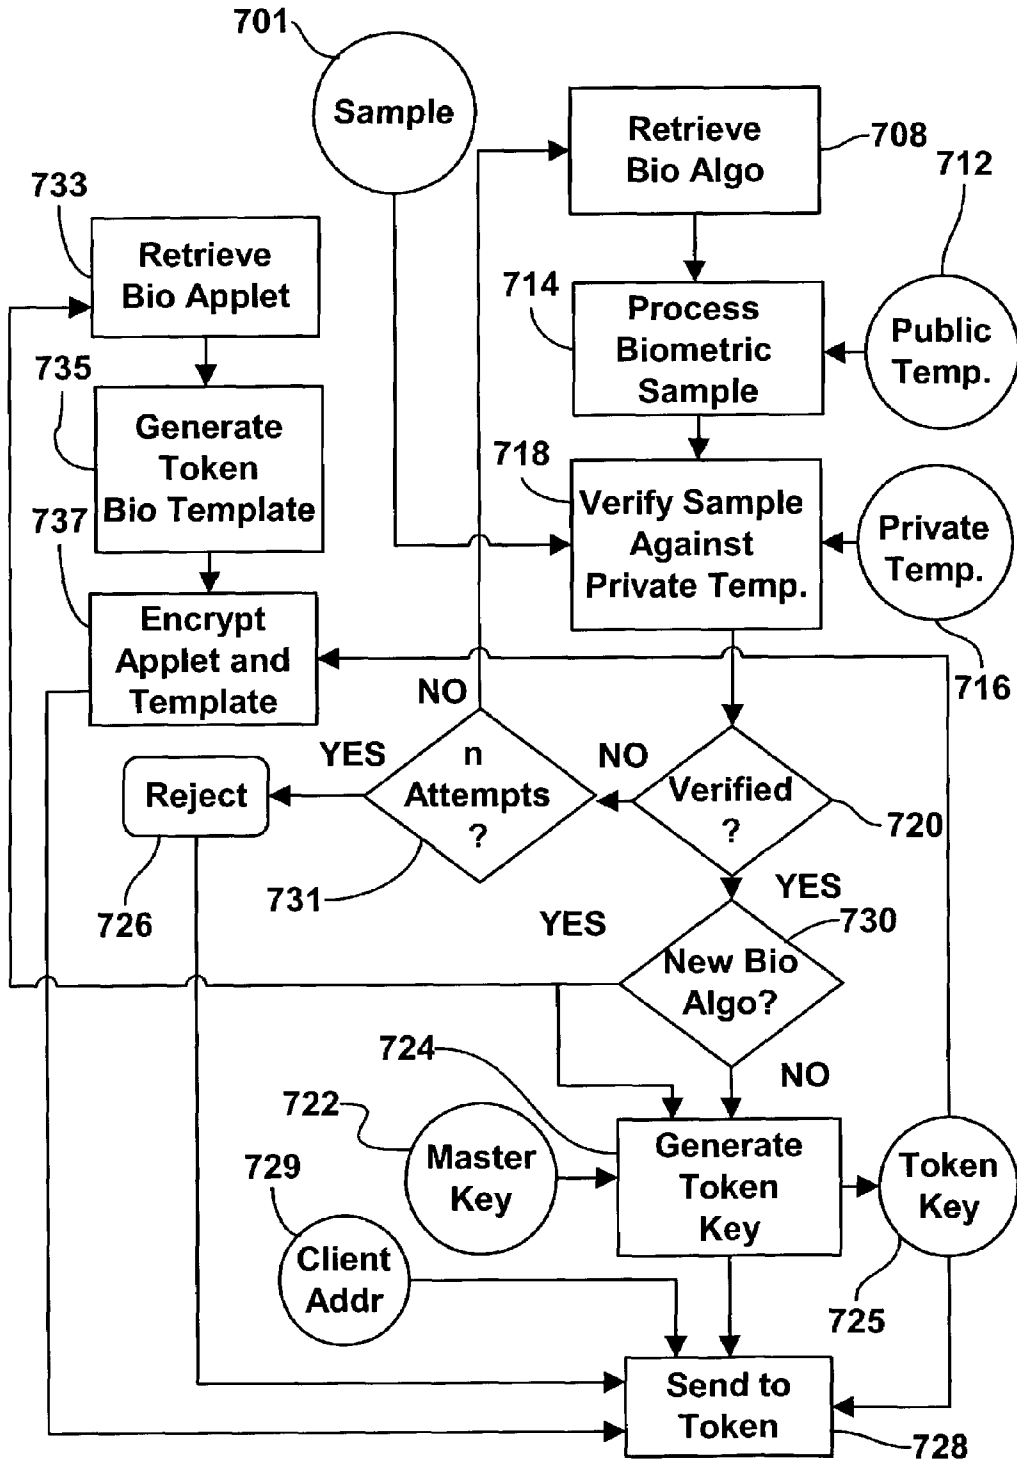 701
Sample
Retrieve
Bio Algo
708
712
733
Retrieve
Bio Applet
714
Process
Biometric
Sample
Public
Temp.
735
Generate
Token
Bio Template
718
Verify Sample
Against
Private Temp.
Private
Temp.
716
737
Encrypt
Applet and
Template
NO
YES
n
Attempts
?
NO
Verified
?
720
Reject
726
731
YES
YES
730
New Bio
Algo?
NO
724
722
Master
Key
Generate
Token
Key
Token
Key
725
729
Client
Addr
Send to
Token
728